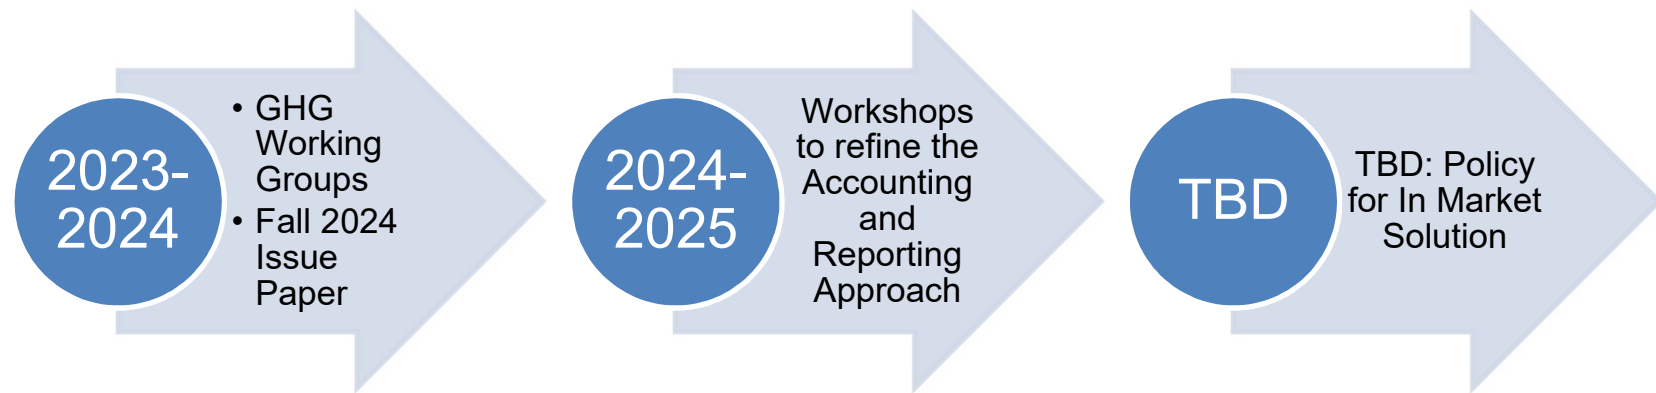 2023-
2024
• GHG
Working
Groups
• Fall 2024
Issue
Paper
2024-
2025
Workshops
to refine the
Accounting
and
Reporting
Approach
TBD
TBD: Policy
for In Market
Solution